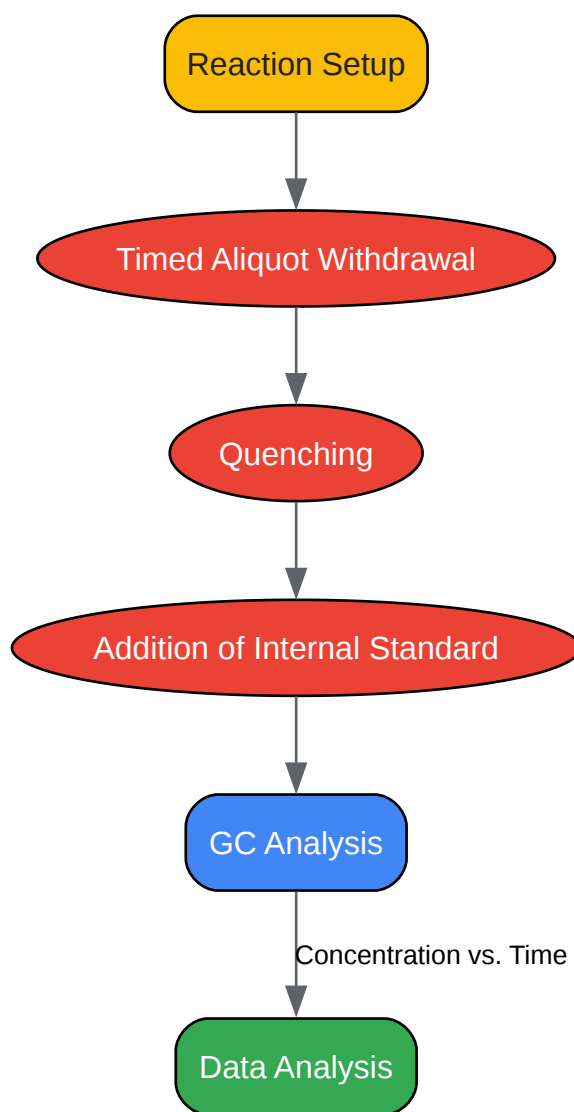 Reaction Setup
Timed Aliquot Withdrawal
Quenching
Addition of Internal Standard
GC Analysis
Concentration vs. Time
Data Analysis